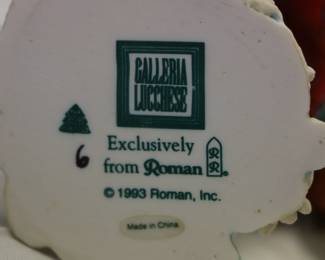 GALLERIA
LUCCHESE
6
Exclusively
from Roman
R
R
© 1993 Roman, Inc.
Made in China